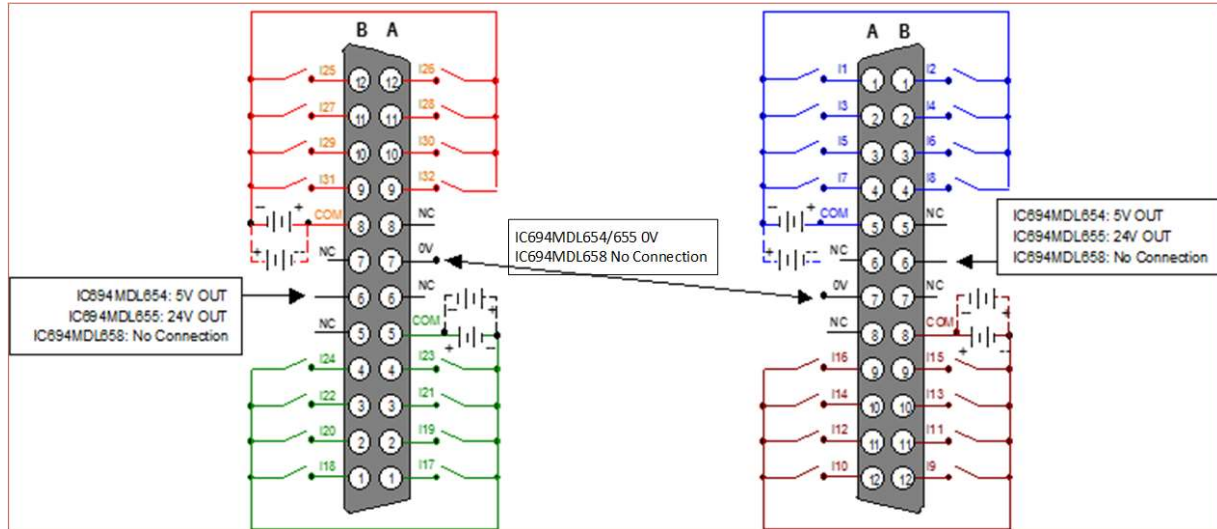 B A A B
I25 12 12 I26 I1 1 1 I2
I27 11 11 I28 I3 2 2 I4
I29 10 10 I30 I5 3 3 I6
I31 9 9 I32 I7 4 4 I8
- + COM 8 8 NC - + COM 5 5 NC
+ -- NC 7 7 0V + -- NC 6 6
IC694MDL654/655 0V
IC694MDL658 No Connection
IC694MDL654: 5V OUT
IC694MDL655: 24V OUT
IC694MDL658: No Connection
IC694MDL654: 5V OUT
IC694MDL655: 24V OUT
IC694MDL658: No Connection
6 6 NC - + 0V 7 7 NC - +
NC 5 5 COM + -- NC 8 8 COM + --
I24 4 4 I23 I16 9 9 I15
I22 3 3 I21 I14 10 10 I13
I20 2 2 I19 I12 11 11 I11
I18 1 1 I17 I10 12 12 I9